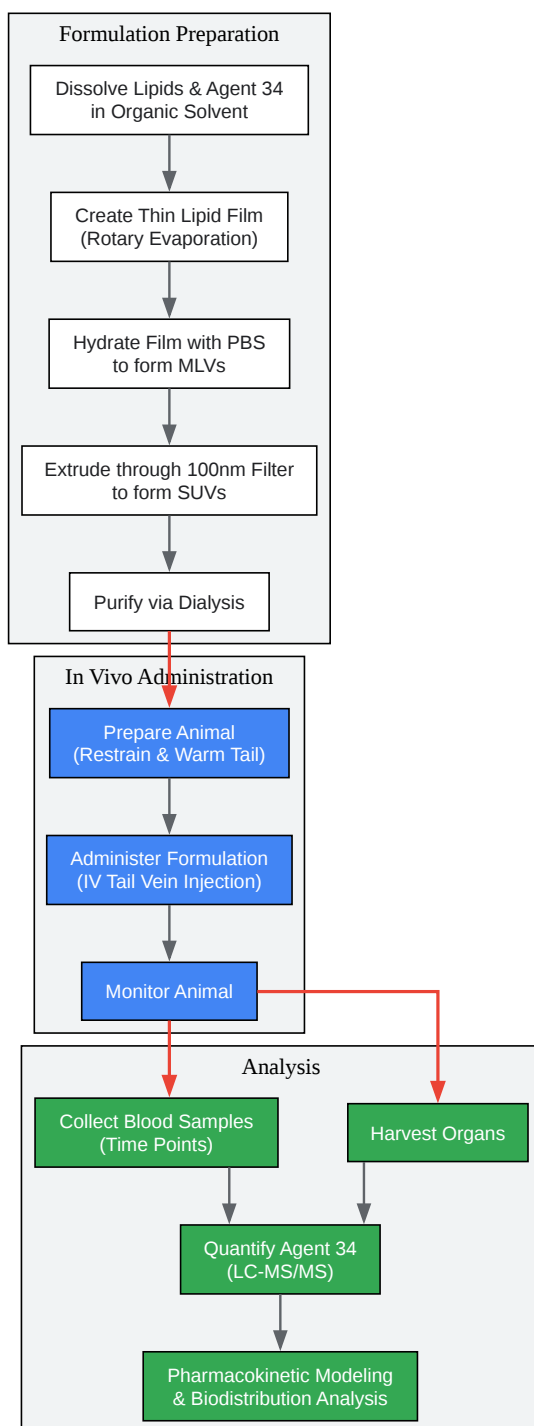 Formulation Preparation
Dissolve Lipids & Agent 34
in Organic Solvent
Create Thin Lipid Film
(Rotary Evaporation)
Hydrate Film with PBS
to form MLVs
Extrude through 100nm Filter
to form SUVs
Purify via Dialysis
In Vivo Administration
Prepare Animal
(Restrain & Warm Tail)
Administer Formulation
(IV Tail Vein Injection)
Monitor Animal
Analysis
Collect Blood Samples
(Time Points)
Harvest Organs
Quantify Agent 34
(LC-MS/MS)
Pharmacokinetic Modeling
& Biodistribution Analysis